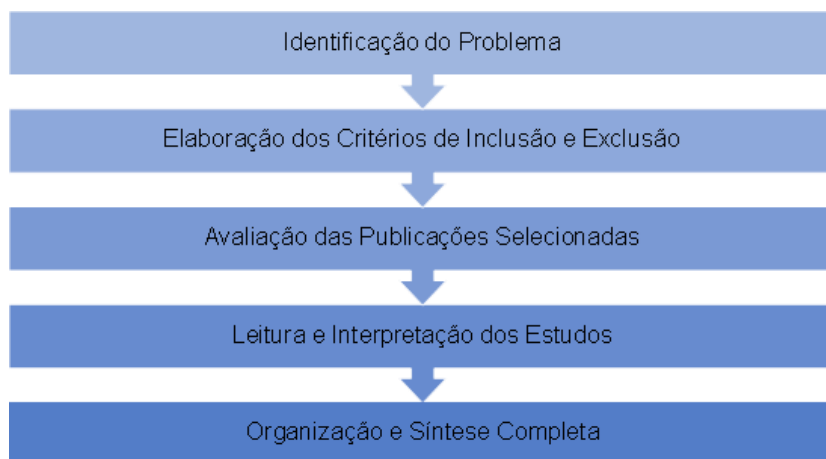 Identificação do Problema
Elaboração dos Critérios de Inclusão e Exclusão
Avaliação das Publicações Selecionadas
Leitura e Interpretação dos Estudos
Organização e Síntese Completa